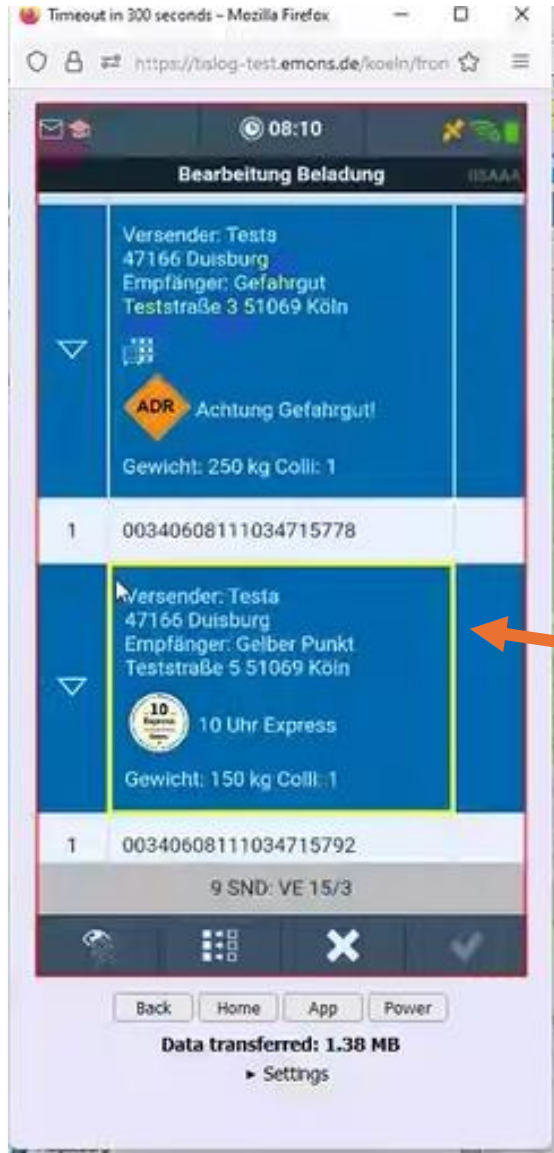 Timeout in 300 seconds – Mozilla Firefox
https://tislog-test.emons.de/koeln/fron
08:10
Bearbeitung Beladung
Versender: Testa
47166 Duisburg
Empfänger: Gefahrgut
Teststraße 3 51069 Köln
ADR Achtung Gefahrgut!
Gewicht: 250 kg Colli: 1
1 00340608111034715778
Versender: Testa
47166 Duisburg
Empfänger: Gelber Punkt
Teststraße 5 51069 Köln
10
Express
10 Uhr Express
Gewicht: 150 kg Colli: 1
1 00340608111034715792
9 SND: VE 15/3
Back Home App Power
Data transferred: 1.38 MB
▸ Settings